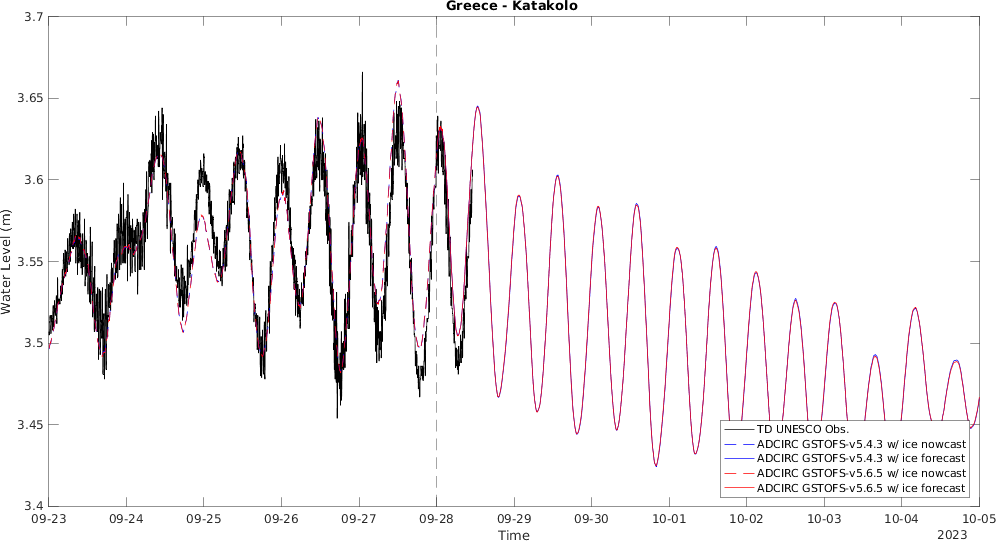 Greece - Katakolo
3.7
3.65
3.6
3.55
3.5
3.45
3.4
Water Level (m)
TD UNESCO Obs.
ADCIRC GSTOFS-v5.4.3 w/ ice nowcast
ADCIRC GSTOFS-v5.4.3 w/ ice forecast
ADCIRC GSTOFS-v5.6.5 w/ ice nowcast
ADCIRC GSTOFS-v5.6.5 w/ ice forecast
09-23 09-24 09-25 09-26 09-27 09-28 09-29 09-30 10-01 10-02 10-03 10-04 10-05
Time
2023